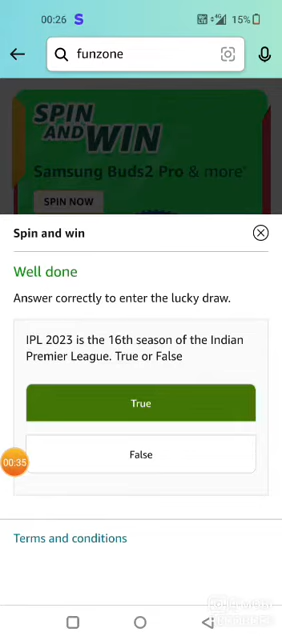 00:26 S 15%
funzone
SPIN
AND WIN
Samsung Buds2 Pro & more*
SPIN NOW
Spin and win
Well done
Answer correctly to enter the lucky draw.
IPL 2023 is the 16th season of the Indian
Premier League. True or False
True
False
00:35
Terms and conditions